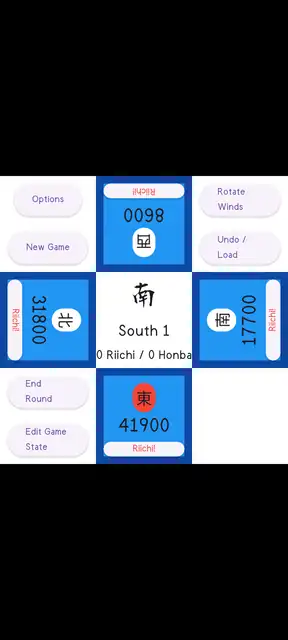 Options
Riichi!
8600
西
Rotate
Winds
New Game
Undo /
Load
Riichi!
31800
北
南
South 1
0 Riichi / 0 Honba
南
17700
Riichi!
End
Round
東
41900
Riichi!
Edit Game
State